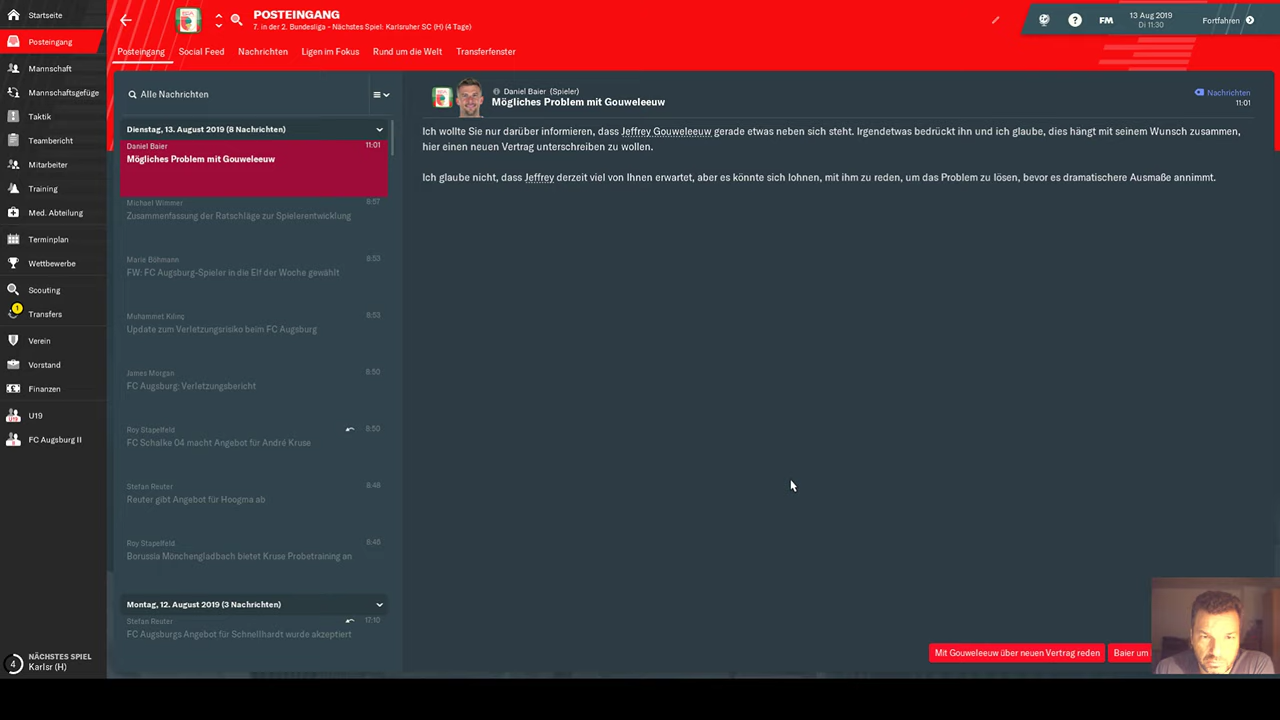 Startseite
Posteingang
Mannschaft
Mannschaftsgefüge
Taktik
Teambericht
Mitarbeiter
Training
Med. Abteilung
Terminplan
Wettbewerbe
Scouting
1
Transfers
Verein
Vorstand
Finanzen
U19
FC Augsburg II
4
NÄCHSTES SPIEL
Karlsr (H)
POSTEINGANG
7. in der 2. Bundesliga - Nächstes Spiel: Karlsruher SC (H) (4 Tage)
?
FM
13 Aug 2019
Di 11:30
Fortfahren
Posteingang
Social Feed
Nachrichten
Ligen im Fokus
Rund um die Welt
Transferfenster
Alle Nachrichten
Dienstag, 13. August 2019 (8 Nachrichten)
Daniel Baier 11:01
Mögliches Problem mit Gouweleeuw
Michael Wimmer 8:57
Zusammenfassung der Ratschläge zur Spielerentwicklung
Marie Böhmann 8:53
FW: FC Augsburg-Spieler in die Elf der Woche gewählt
Muhammet Kılınç 8:53
Update zum Verletzungsrisiko beim FC Augsburg
James Morgan 8:50
FC Augsburg: Verletzungsbericht
Roy Stapelfeld 8:50
FC Schalke 04 macht Angebot für André Kruse
Stefan Reuter 8:46
Reuter gibt Angebot für Hoogma ab
Roy Stapelfeld 8:46
Borussia Mönchengladbach bietet Kruse Probetraining an
Montag, 12. August 2019 (3 Nachrichten)
Stefan Reuter 17:10
FC Augsburgs Angebot für Schnellhardt wurde akzeptiert
Daniel Baier (Spieler)
Mögliches Problem mit Gouweleeuw
Nachrichten
11:01
Ich wollte Sie nur darüber informieren, dass Jeffrey Gouweleeuw gerade etwas neben sich steht. Irgendetwas bedrückt ihn und ich glaube, dies hängt mit seinem Wunsch zusammen,
hier einen neuen Vertrag unterschreiben zu wollen.
Ich glaube nicht, dass Jeffrey derzeit viel von Ihnen erwartet, aber es könnte sich lohnen, mit ihm zu reden, um das Problem zu lösen, bevor es dramatischere Ausmaße annimmt.
Mit Gouweleeuw über neuen Vertrag reden
Baier um